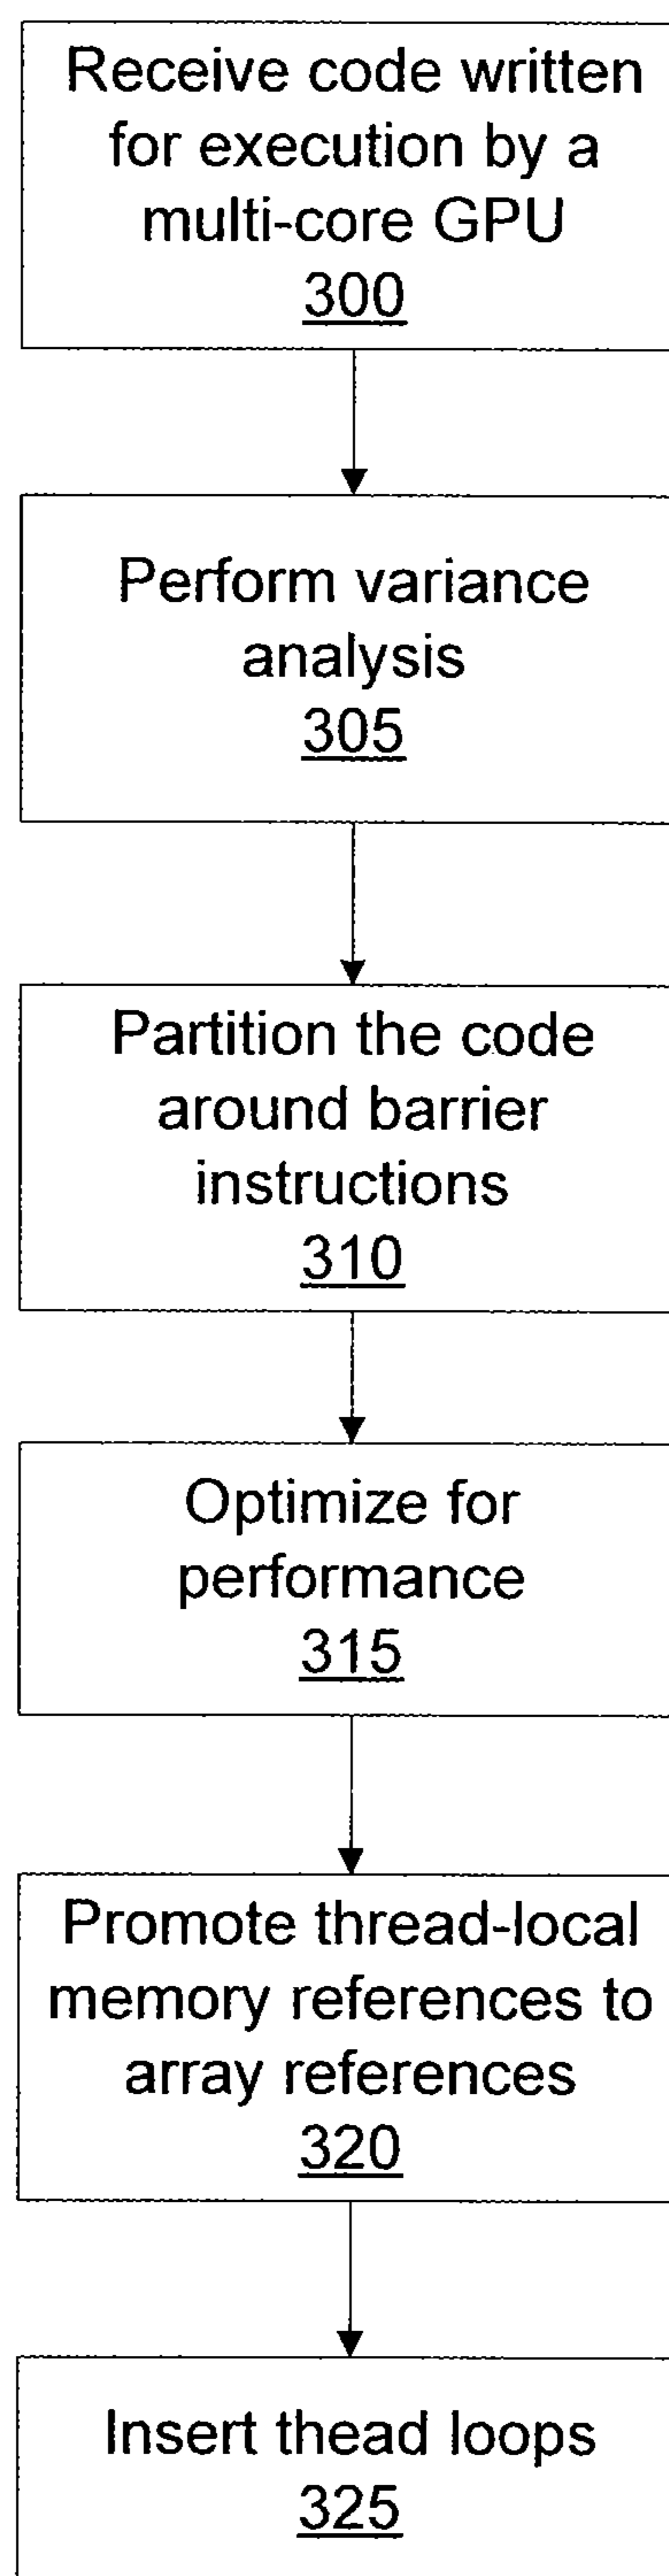 Receive code written
for execution by a
multi-core GPU
300
Perform variance
analysis
305
Partition the code
around barrier
instructions
310
Optimize for
performance
315
Promote thread-local
memory references to
array references
320
Insert thead loops
325